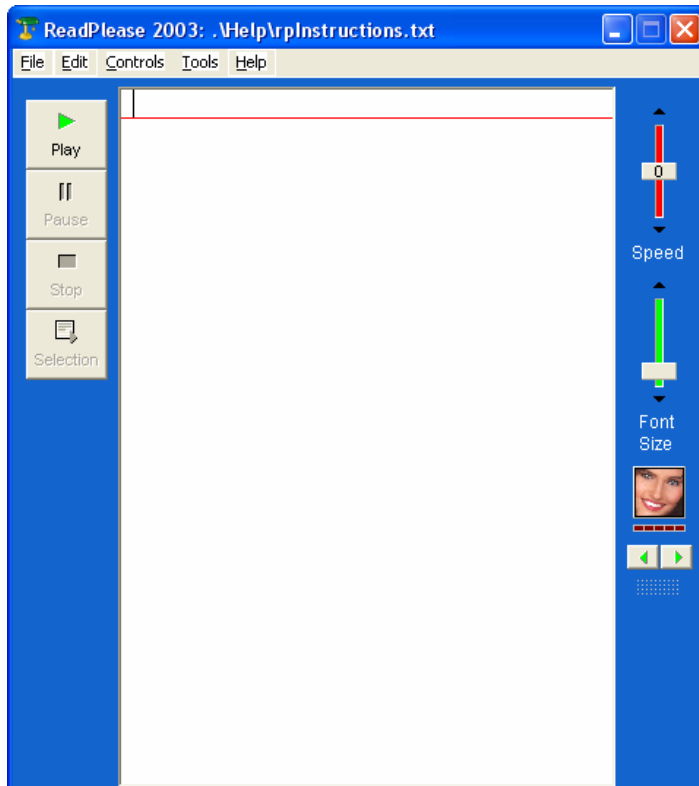 ReadPlease 2003: .\Help\rpInstructions.txt
File Edit Controls Tools Help
Play
Pause
Stop
Selection
0
Speed
Font
Size